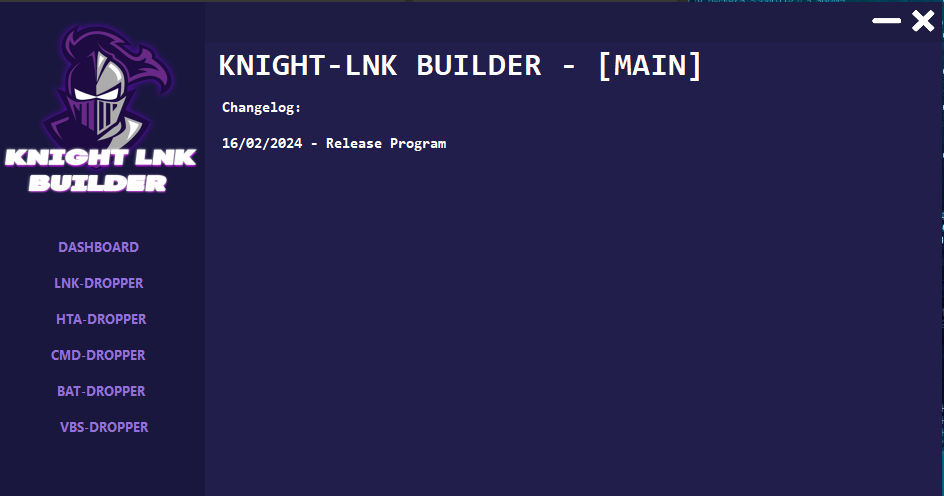 KNIGHT LNK
BUILDER
DASHBOARD
LNK-DROPPER
HTA-DROPPER
CMD-DROPPER
BAT-DROPPER
VBS-DROPPER
KNIGHT-LNK BUILDER - [MAIN]
Changelog:
16/02/2024 - Release Program